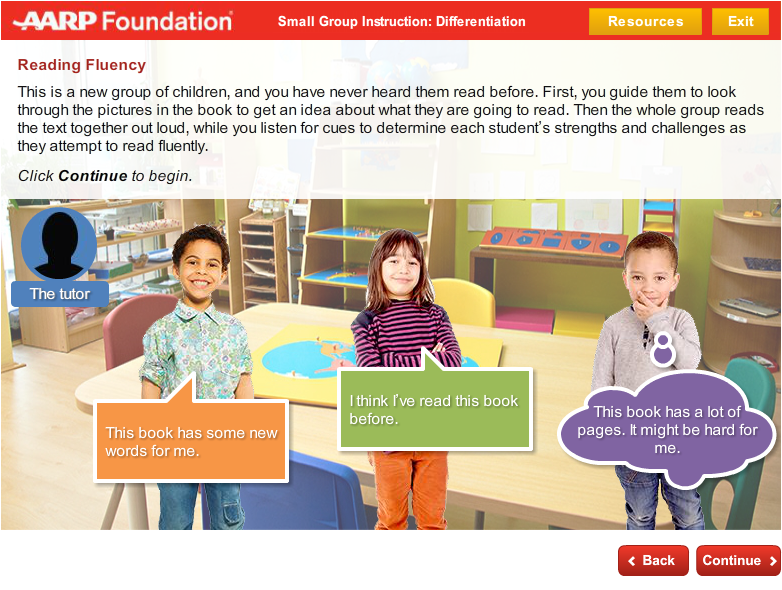 AARP Foundation®
Small Group Instruction: Differentiation
Resources
Exit
Reading Fluency
This is a new group of children, and you have never heard them read before. First, you guide them to look
through the pictures in the book to get an idea about what they are going to read. Then the whole group reads
the text together out loud, while you listen for cues to determine each student's strengths and challenges as
they attempt to read fluently.
Click Continue to begin.
The tutor
This book has some new
words for me.
I think I've read this book
before.
This book has a lot of
pages. It might be hard for
me.
Back
Continue